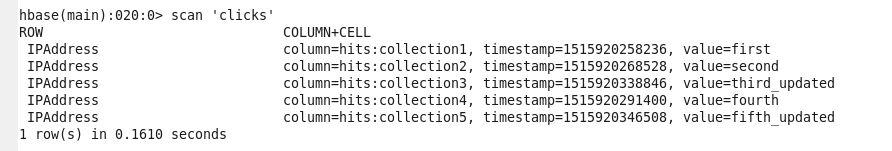 hbase(main):020:0> scan 'clicks'
ROW COLUMN+CELL
IPAddress column=hits:collection1, timestamp=1515920258236, value=first
IPAddress column=hits:collection2, timestamp=1515920268528, value=second
IPAddress column=hits:collection3, timestamp=1515920338846, value=third_updated
IPAddress column=hits:collection4, timestamp=1515920291400, value=fourth
IPAddress column=hits:collection5, timestamp=1515920346508, value=fifth_updated
1 row(s) in 0.1610 seconds